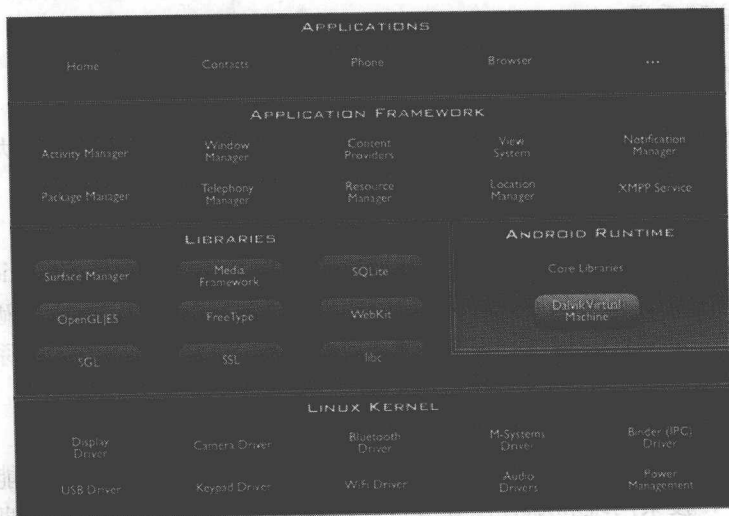 APPLICATIONS
Home Contacts Phone Browser ...
APPLICATION FRAMEWORK
Activity Manager Window Manager Content Providers View System Notification Manager
Package Manager Telephony Manager Resource Manager Location Manager XMPP Service
LIBRARIES
Surface Manager Media Framework SQLite
OpenGL|ES FreeType WebKit
SGL SSL libc
ANDROID RUNTIME
Core Libraries
Dalvik Virtual Machine
LINUX KERNEL
Display Driver Camera Driver Bluetooth Driver M-Systems Driver Binder (IPC) Driver
USB Driver Keypad Driver WiFi Driver Audio Drivers Power Management